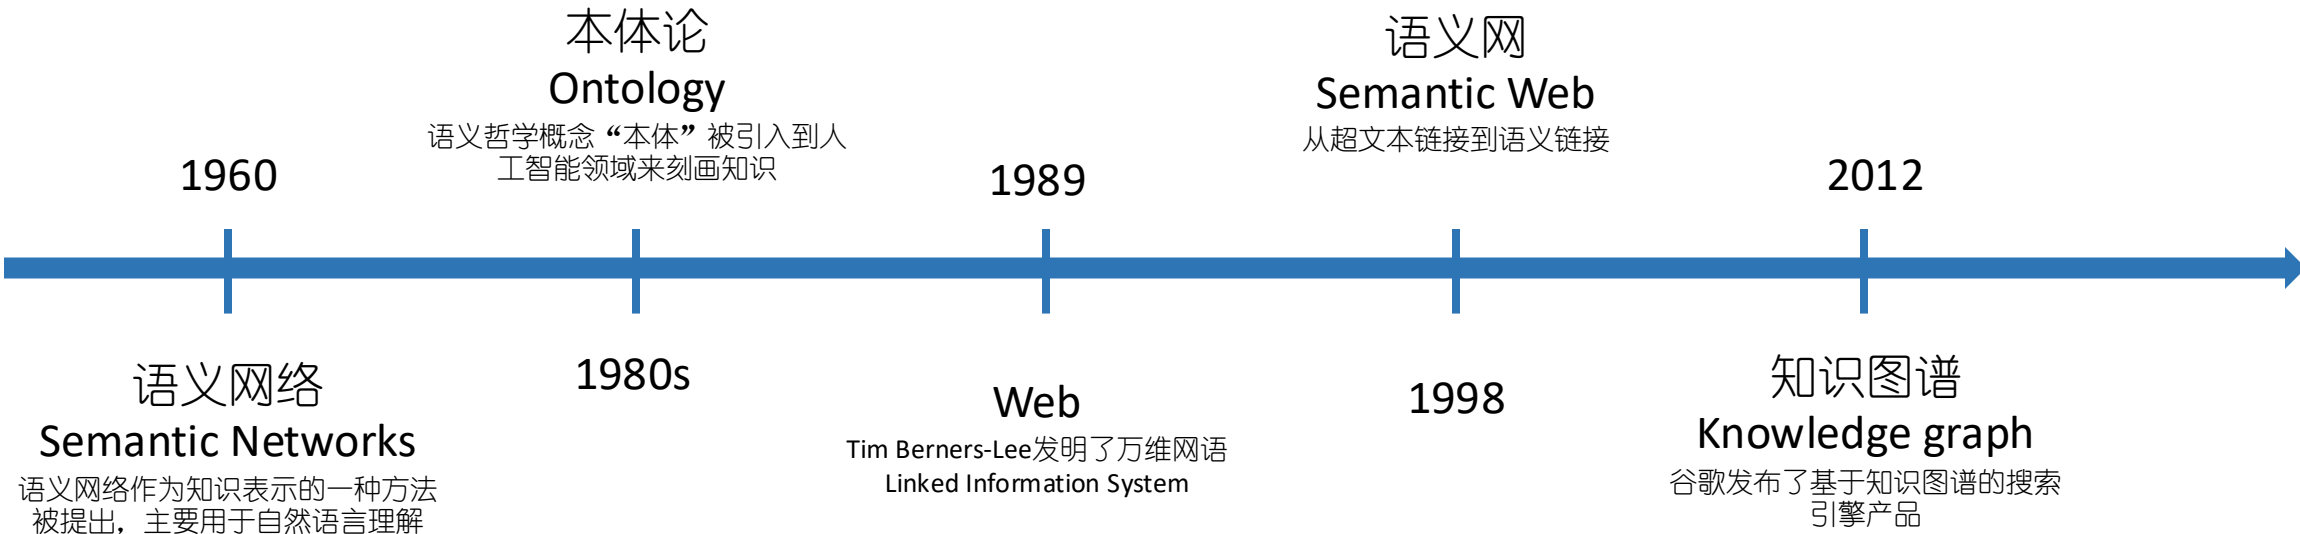 1960
语义网络
Semantic Networks
语义网络作为知识表示的一种方法
被提出，主要用于自然语言理解
本体论
Ontology
语义哲学概念“本体”被引入到人
工智能领域来刻画知识
1980s
1989
Web
Tim Berners-Lee发明了万维网语
Linked Information System
语义网
Semantic Web
从超文本链接到语义链接
1998
2012
知识图谱
Knowledge graph
谷歌发布了基于知识图谱的搜索
引擎产品